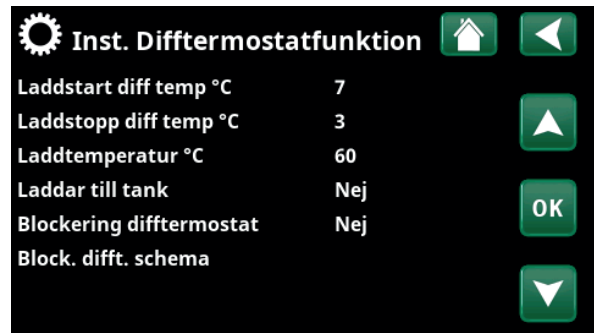 Inst. Difftermostatfunktion
Laddstart diff temp °C 7
Laddstopp diff temp °C 3
Laddtemperatur °C 60
Laddar till tank Nej
Blockering difftermostat Nej
Block. difft. schema
OK